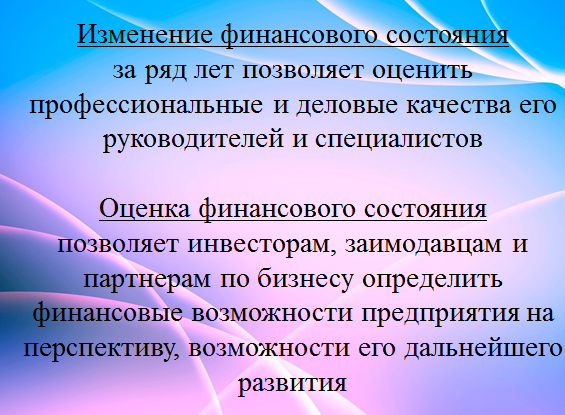 Изменение финансового состояния
за ряд лет позволяет оценить
профессиональные и деловые качества его
руководителей и специалистов
Оценка финансового состояния
позволяет инвесторам, заимодавцам и
партнерам по бизнесу определить
финансовые возможности предприятия на
перспективу, возможности его дальнейшего
развития